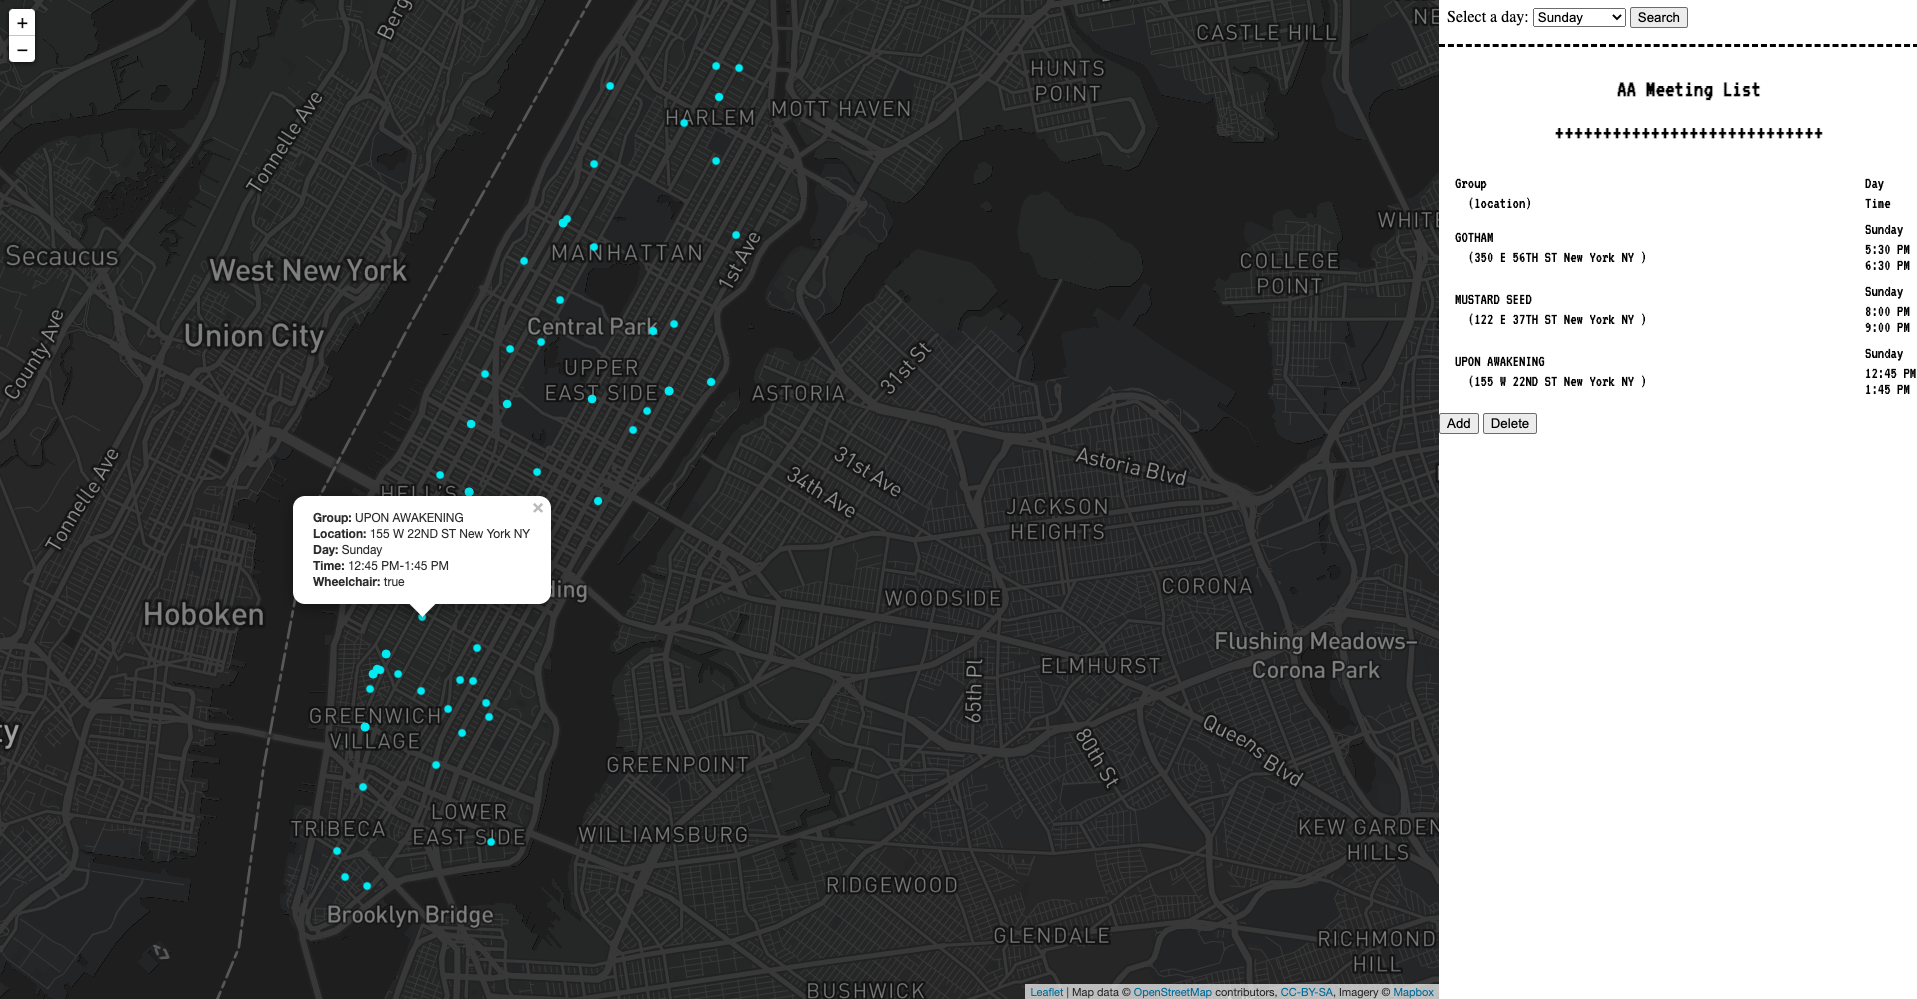 +
−
Select a day: Sunday Search
AA Meeting List
++++++++++++++++++++++++++++
Group Day
(location) Time
GOTHAM Sunday
(350 E 56TH ST New York NY ) 5:30 PM
6:30 PM
MUSTARD SEED Sunday
(122 E 37TH ST New York NY ) 8:00 PM
9:00 PM
UPON AWAKENING Sunday
(155 W 22ND ST New York NY ) 12:45 PM
1:45 PM
Add Delete
Berg
Tonnelle Ave
CASTLE HILL
HUNTS
POINT
HARLEM
MOTT HAVEN
WHITE
Secaucus
West New York
MANHATTAN
1st Ave
COLLEGE
POINT
Union City
County Ave
Central Park
UPPER
EAST SIDE
ASTORIA
31st St
Tonnelle Ave
31st Ave
34th Ave
Astoria Blvd
HELL'S
JACKSON
HEIGHTS
×
Group: UPON AWAKENING
Location: 155 W 22ND ST New York NY
Day: Sunday
Time: 12:45 PM-1:45 PM
Wheelchair: true
ding
Hoboken
WOODSIDE
CORONA
Flushing Meadows–
Corona Park
ELMHURST
65th Pl
GREENWICH
VILLAGE
ty
80th St
Queens Blvd
GREENPOINT
LOWER
EAST SIDE
TRIBECA
WILLIAMSBURG
KEW GARDEN
HILLS
RIDGEWOOD
Brooklyn Bridge
GLENDALE
RICHMOND
HILL
BUSHWICK
Leaflet | Map data © OpenStreetMap contributors, CC-BY-SA, Imagery © Mapbox